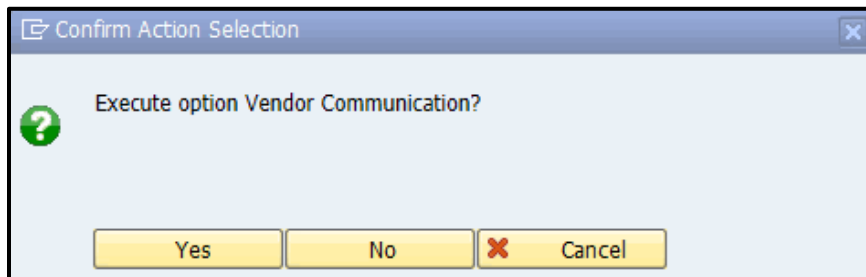 Confirm Action Selection
Execute option Vendor Communication?
Yes No Cancel